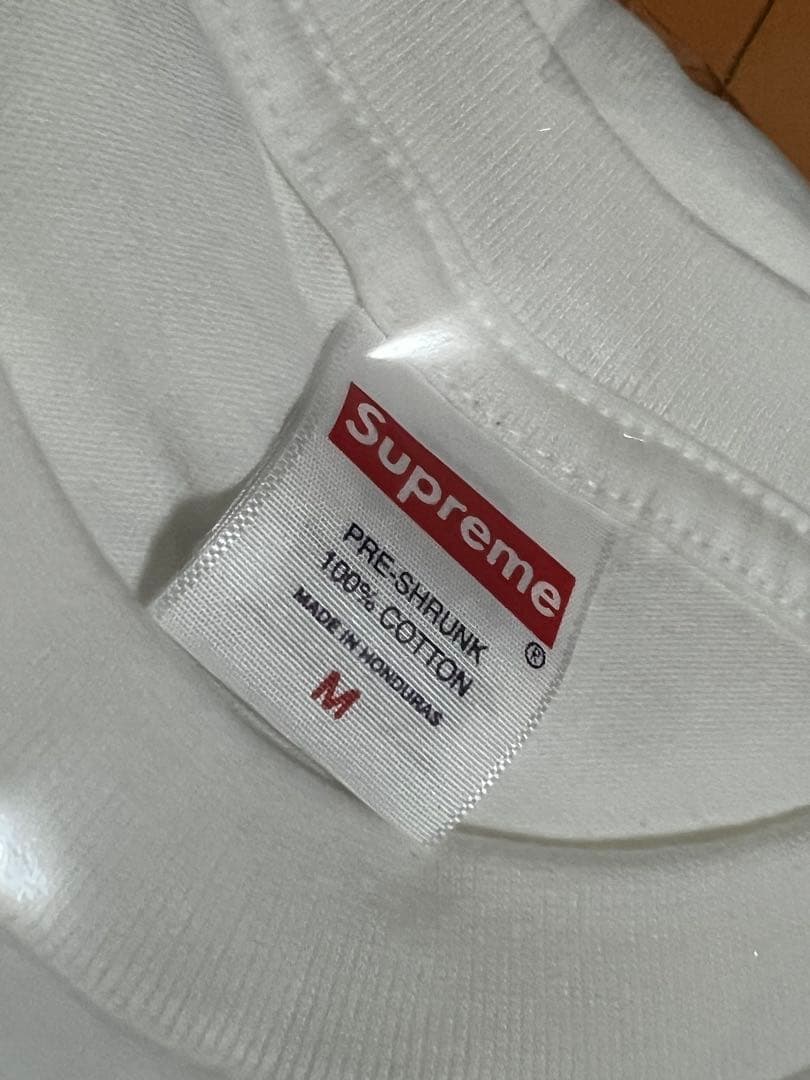 Supreme
®
PRE-SHRUNK
100% COTTON
MADE IN HONDURAS
M